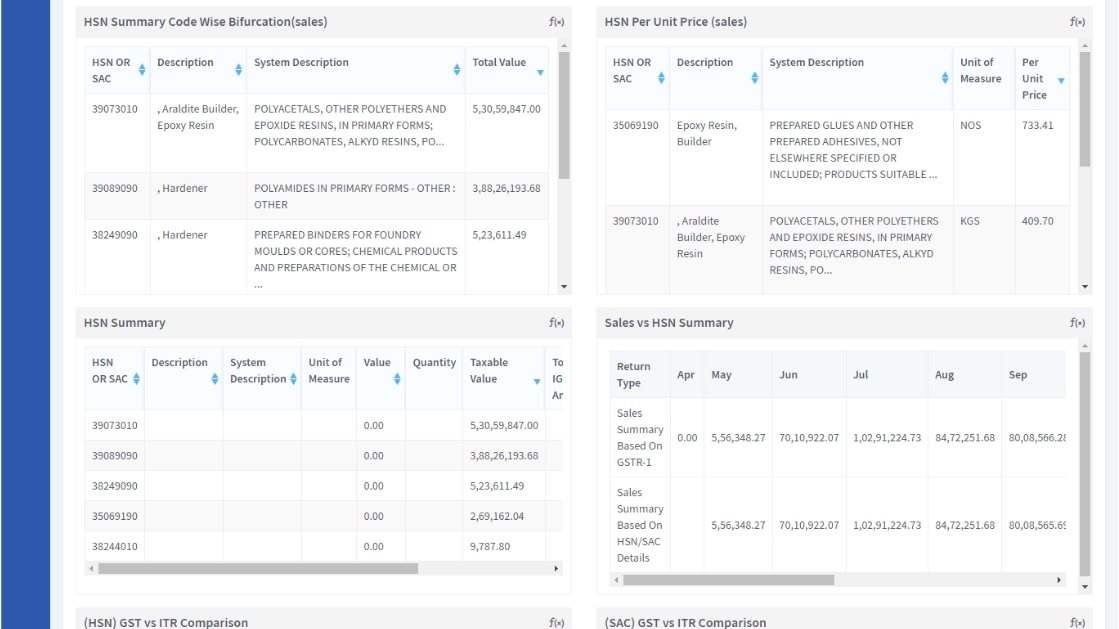 HSN Summary Code Wise Bifurcation(sales)
f(×)
HSN OR SAC
Description
System Description
Total Value
39073010
, Araldite Builder,
Epoxy Resin
POLYACETALS, OTHER POLYETHERS AND
EPOXIDE RESINS, IN PRIMARY FORMS;
POLYCARBONATES, ALKYD RESINS, PO...
5,30,59,847.00
39089090
, Hardener
POLYAMIDES IN PRIMARY FORMS - OTHER :
OTHER
3,88,26,193.68
38249090
, Hardener
PREPARED BINDERS FOR FOUNDRY
MOULDS OR CORES; CHEMICAL PRODUCTS
AND PREPARATIONS OF THE CHEMICAL OR
...
5,23,611.49
HSN Per Unit Price (sales)
f(×)
HSN OR
SAC
Description
System Description
Unit of
Measure
Per
Unit
Price
35069190
Epoxy Resin,
Builder
PREPARED GLUES AND OTHER
PREPARED ADHESIVES, NOT
ELSEWHERE SPECIFIED OR
INCLUDED; PRODUCTS SUITABLE ...
NOS
733.41
39073010
, Araldite
Builder, Epoxy
Resin
POLYACETALS, OTHER POLYETHERS
AND EPOXIDE RESINS, IN PRIMARY
FORMS; POLYCARBONATES, ALKYD
RESINS, PO...
KGS
409.70
HSN Summary
f(×)
HSN
OR SAC
Description
System
Description
Unit of
Measure
Value
Quantity
Taxable
Value
To
IG
Ar
39073010
0.00
5,30,59,847.00
39089090
0.00
3,88,26,193.68
38249090
0.00
5,23,611.49
35069190
0.00
2,69,162.04
38244010
0.00
9,787.80
Sales vs HSN Summary
f(×)
Return
Type
Apr
May
Jun
Jul
Aug
Sep
Sales
Summary
Based On
GSTR-1
0.00
5,56,348.27
70,10,922.07
1,02,91,224.73
84,72,251.68
80,08,566.28
Sales
Summary
Based On
HSN/SAC
Details
5,56,348.27
70,10,922.07
1,02,91,224.73
84,72,251.68
80,08,565.69
(HSN) GST vs ITR Comparison
f(×)
(SAC) GST vs ITR Comparison
f(×)